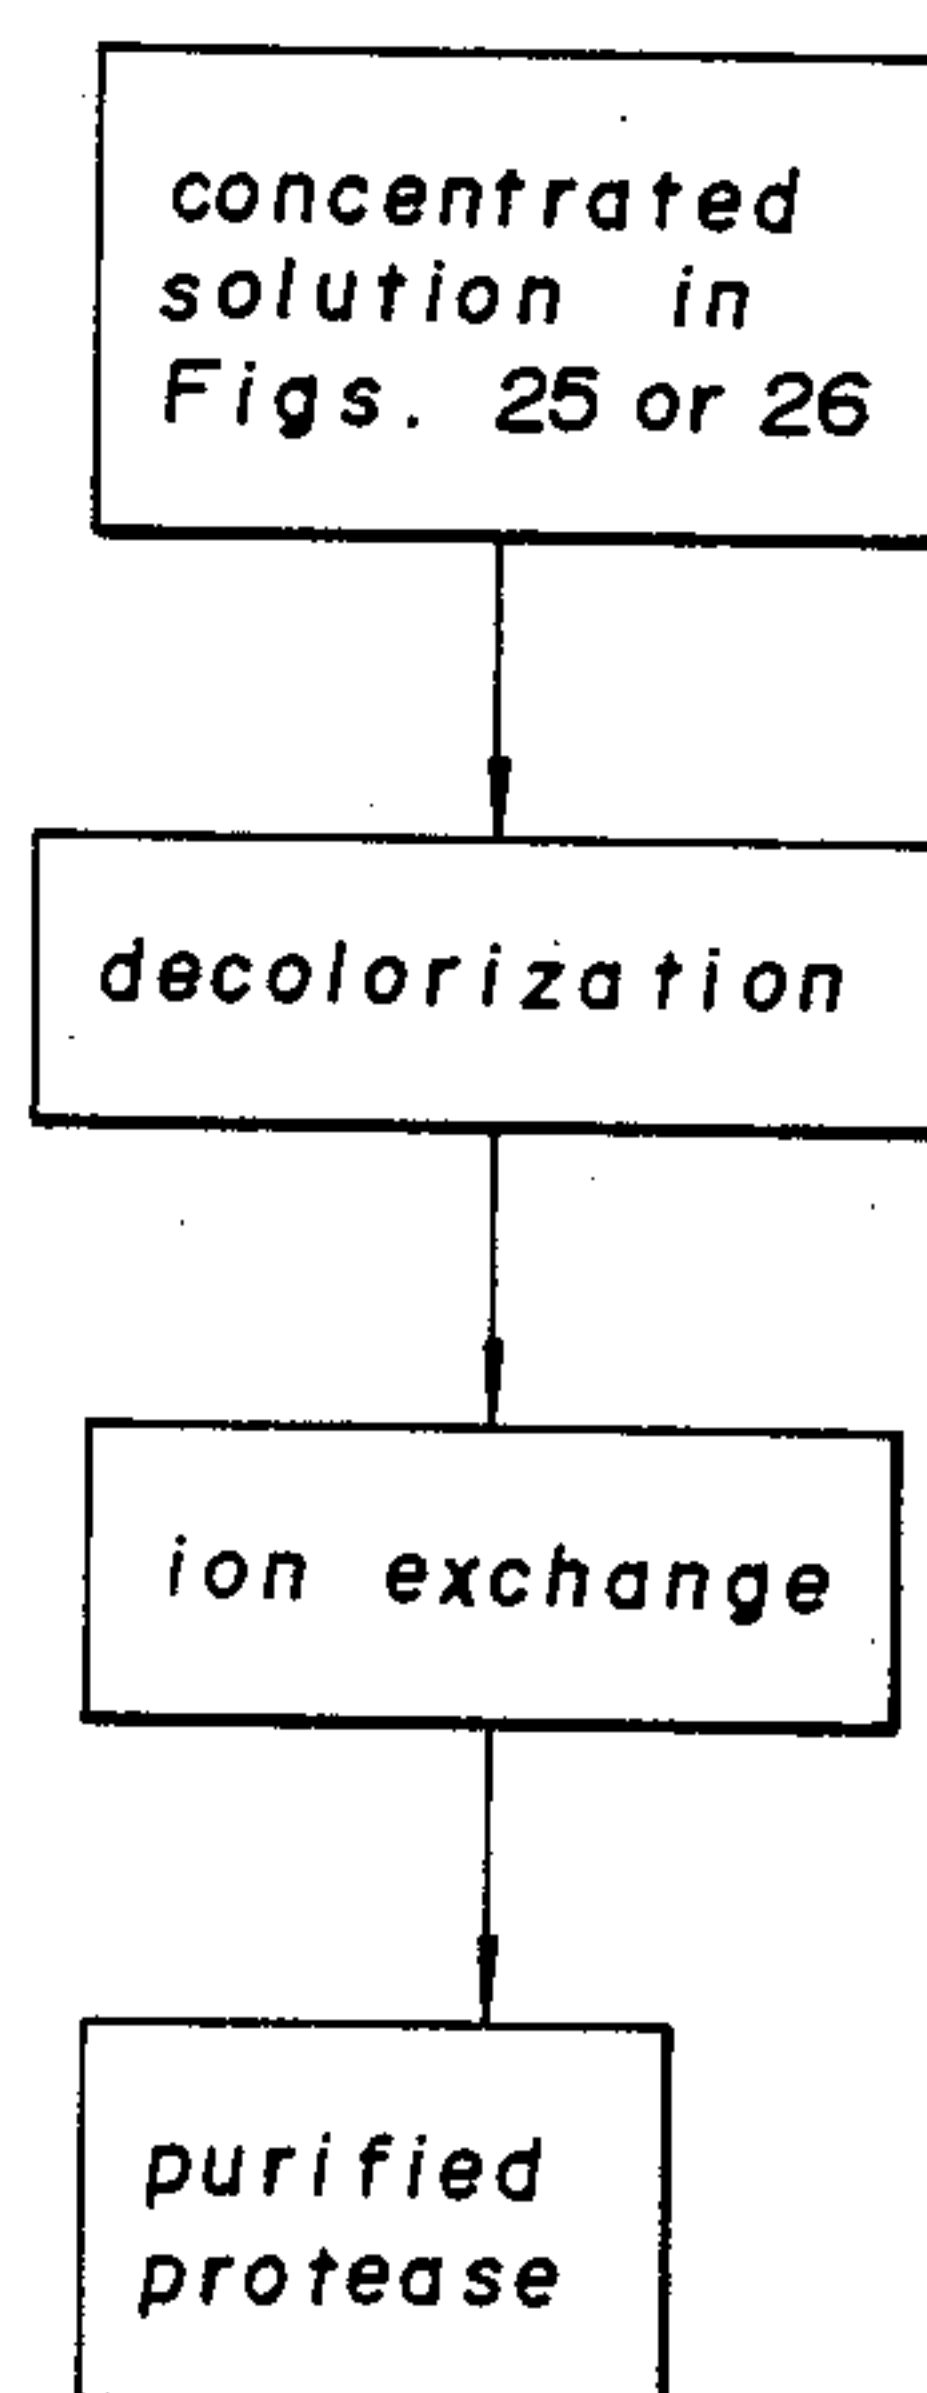 concentrated
solution in
Figs. 25 or 26
decolorization
ion exchange
purified
protease